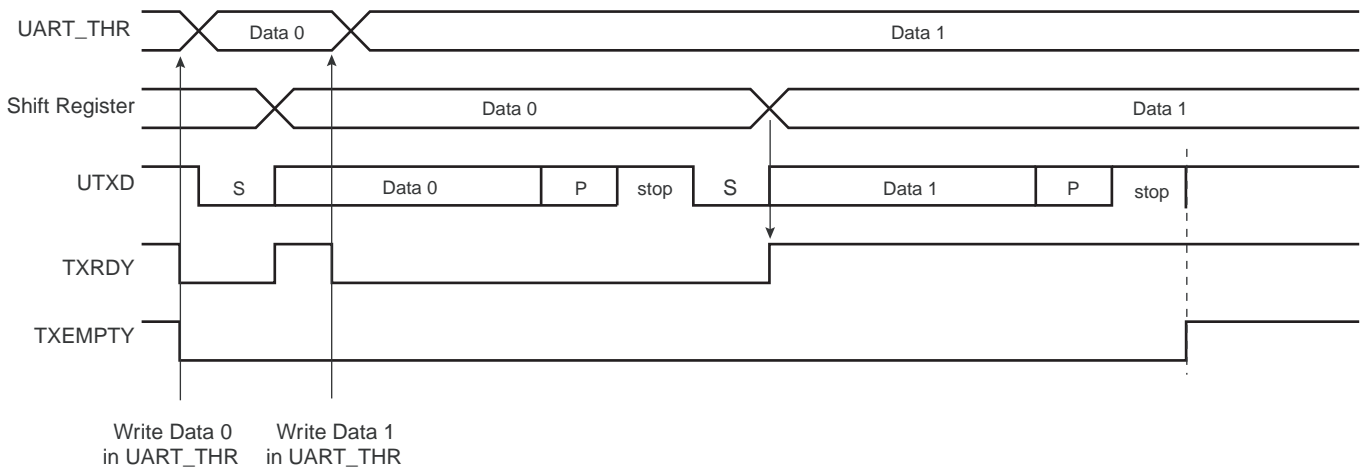 UART_THR Data 0 Data 1
Shift Register Data 0 Data 1
UTXD S Data 0 P stop S Data 1 P stop
TXRDY
TXEMPTY
Write Data 0 Write Data 1
in UART_THR in UART_THR